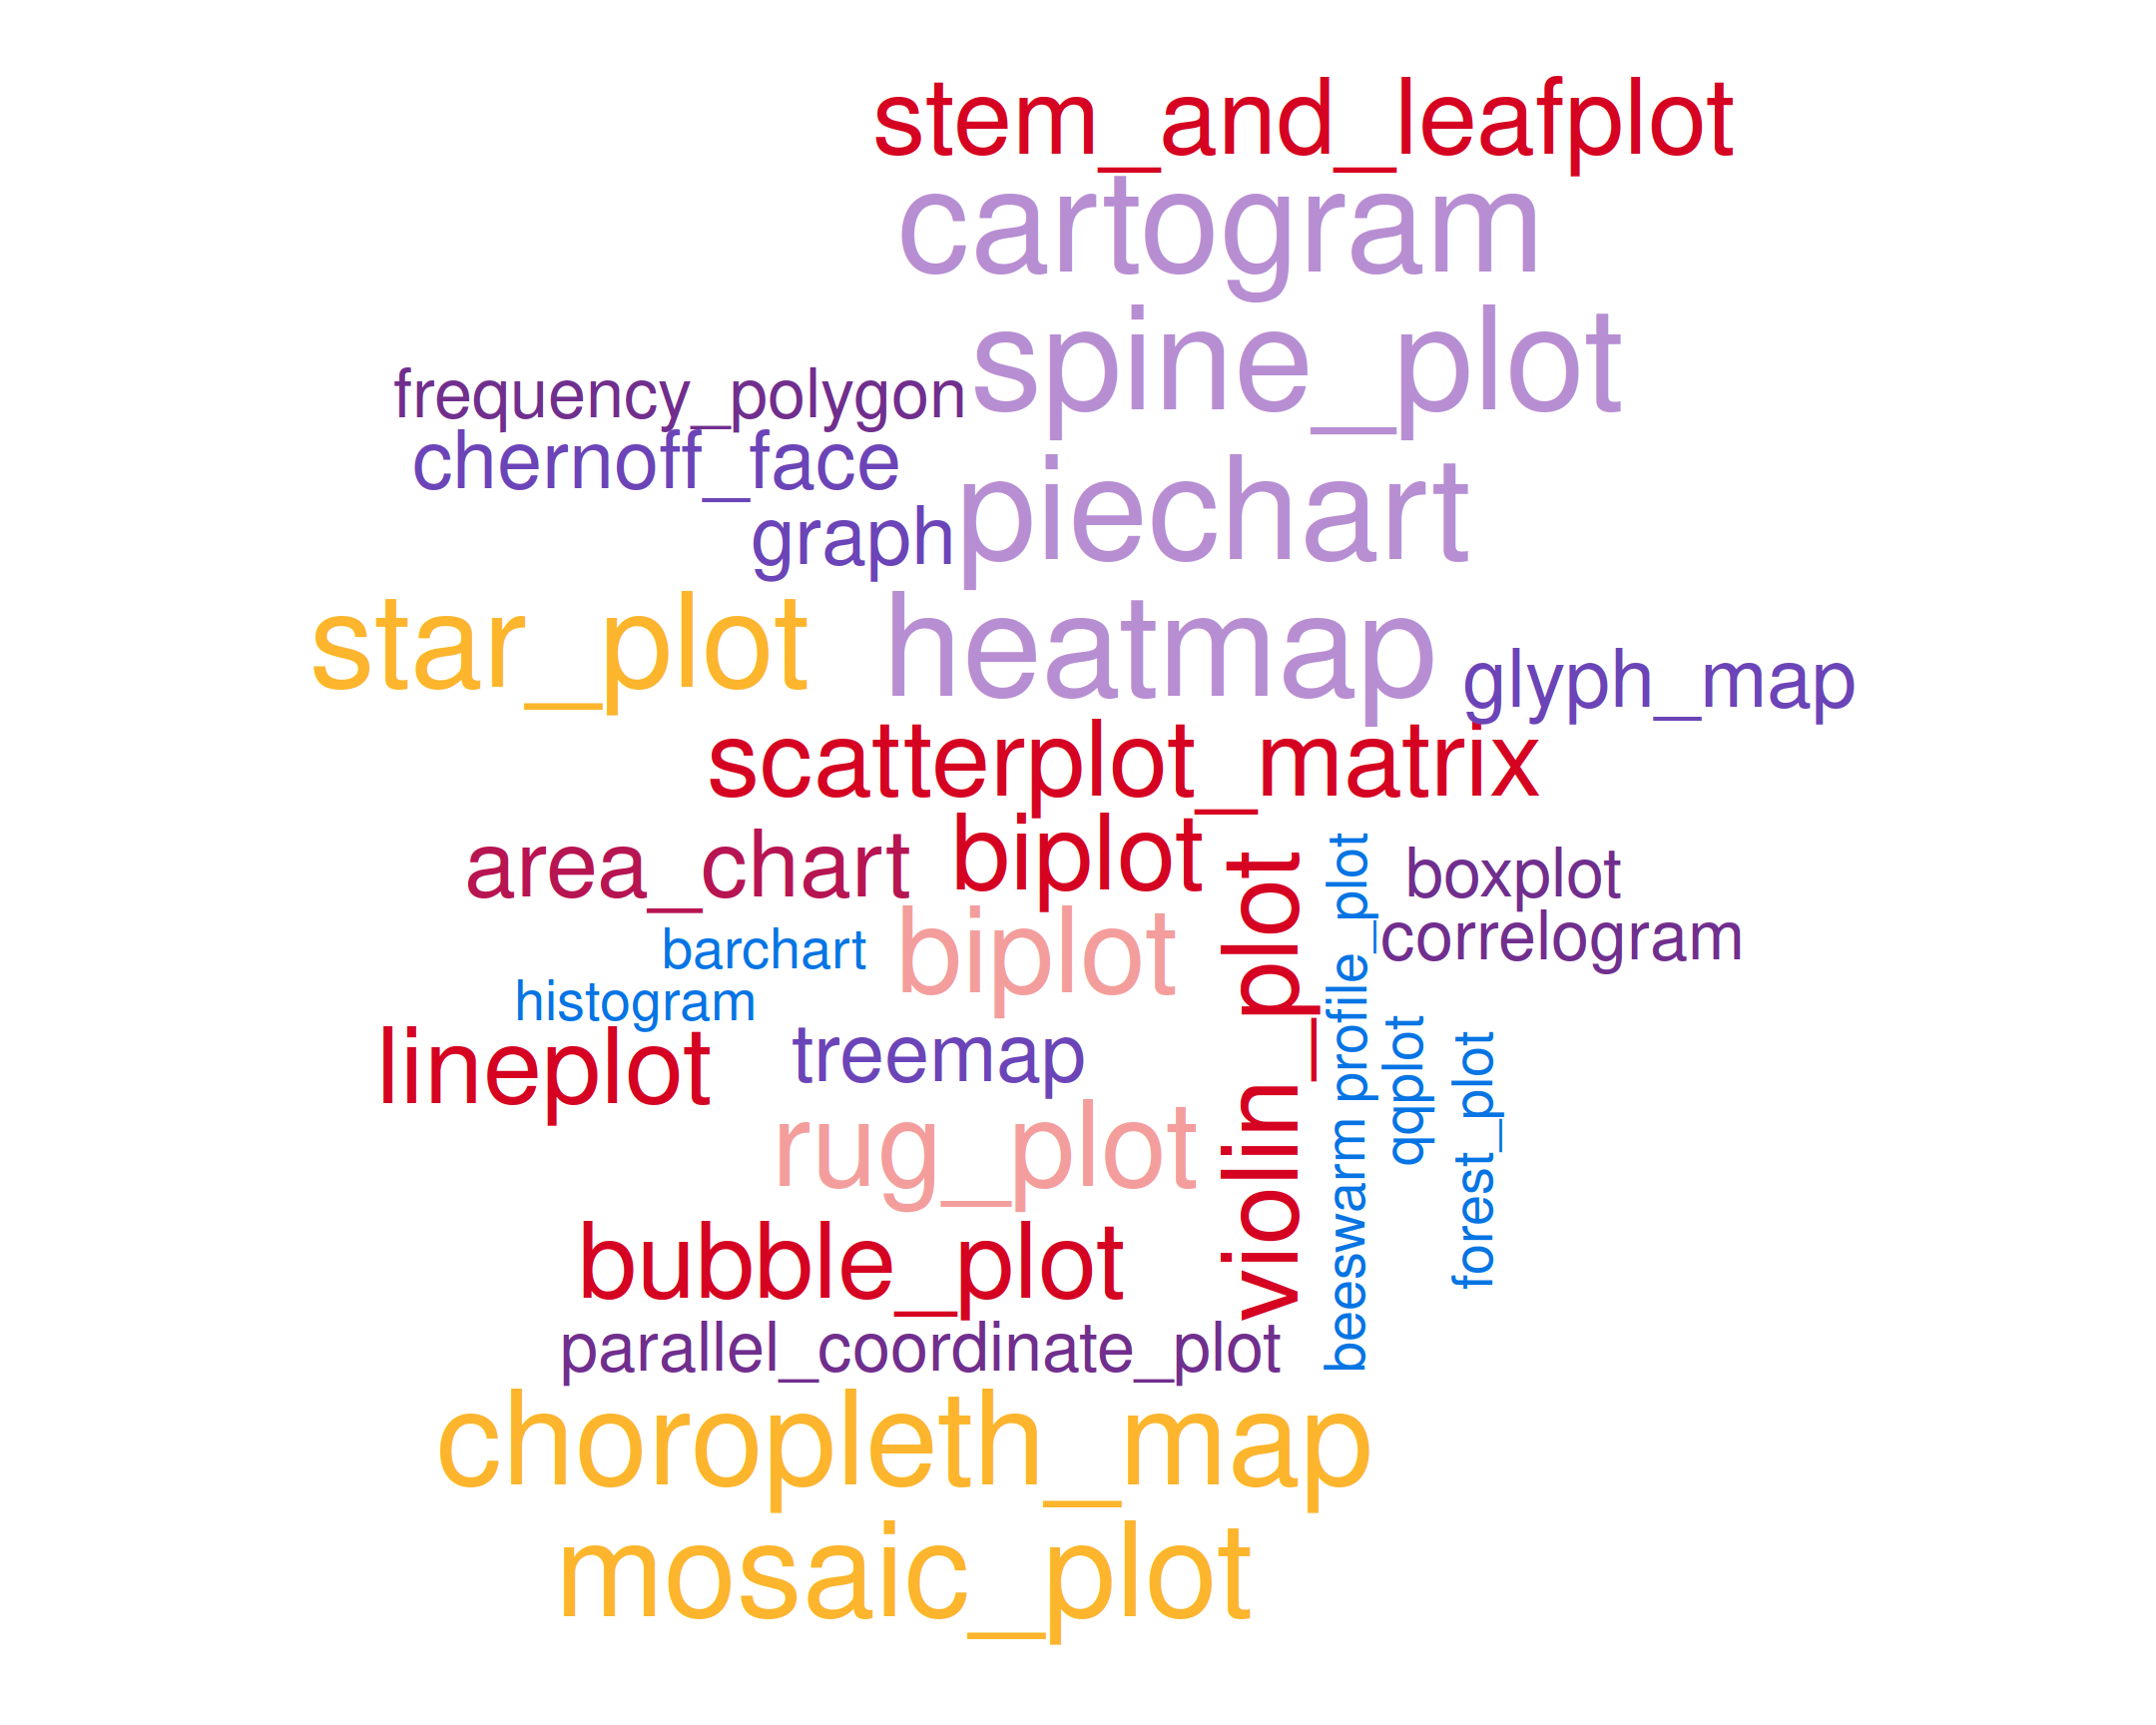 stem_and_leafplot
cartogram
spine_plot
frequency_polygon
chernoff_face
piechart
graph
star_plot
heatmap
glyph_map
scatterplot_matrix
area_chart
biplot
violin_plot
profile_plot
boxplot
barchart
biplot
correlogram
histogram
lineplot
treemap
qqplot
forest_plot
rug_plot
beeswarm
bubble_plot
parallel_coordinate_plot
choropleth_map
mosaic_plot